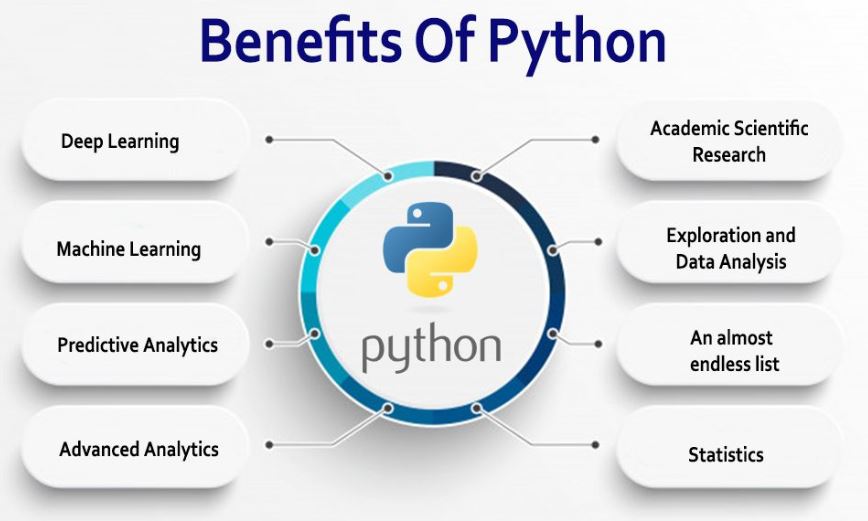 Benefits Of Python
Deep Learning
Machine Learning
Predictive Analytics
Advanced Analytics
python
Academic Scientific
Research
Exploration and
Data Analysis
An almost
endless list
Statistics